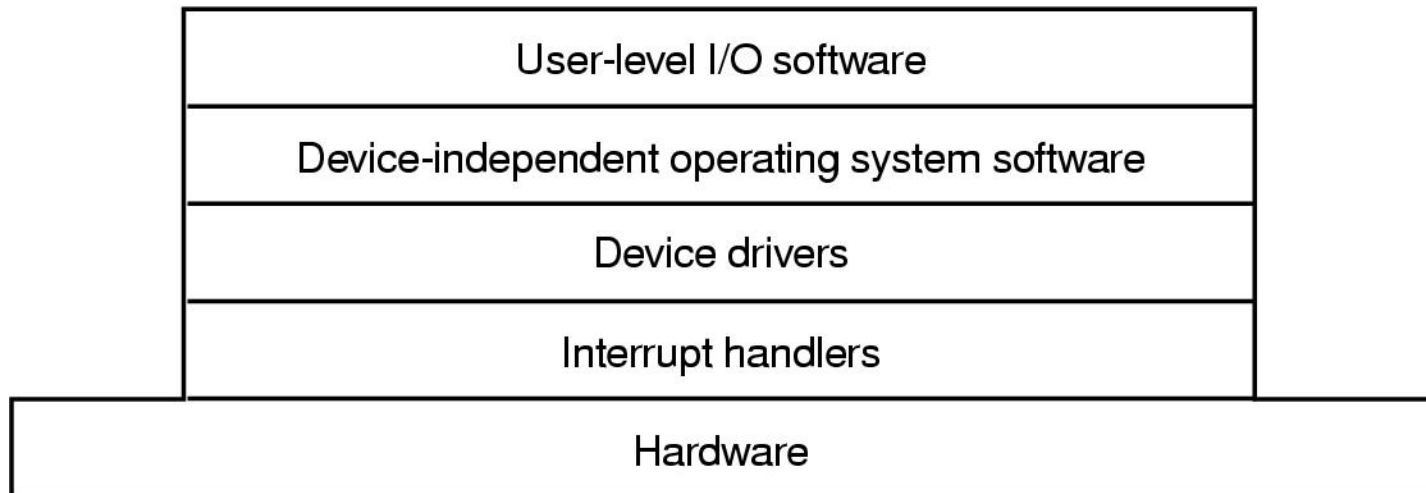 User-level I/O software
Device-independent operating system software
Device drivers
Interrupt handlers
Hardware